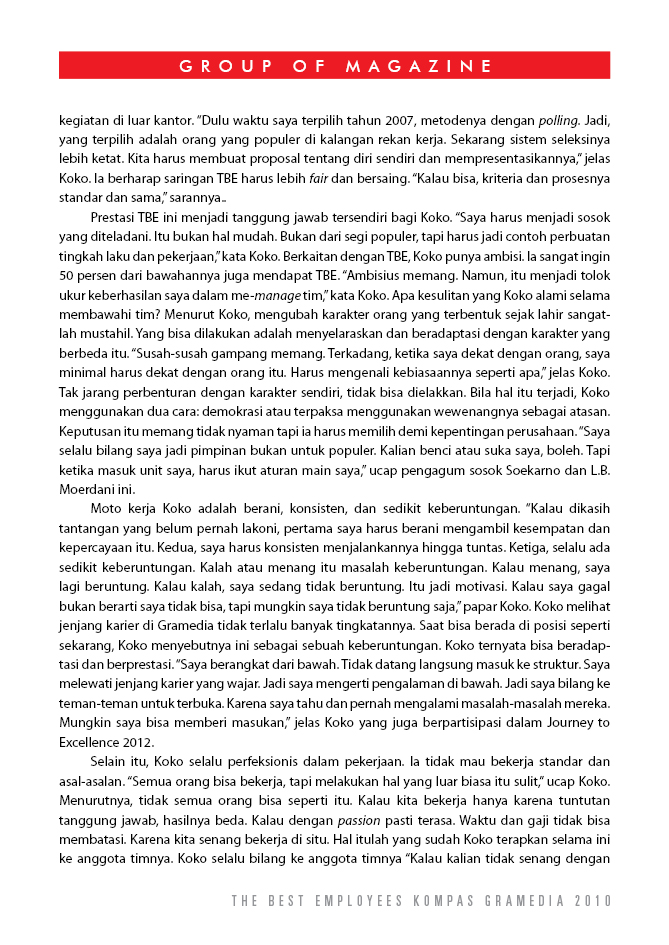 GROUP OF MAGAZINE
kegiatan di luar kantor. “Dulu waktu saya terpilih tahun 2007, metodenya dengan polling. Jadi,
yang terpilih adalah orang yang populer di kalangan rekan kerja. Sekarang sistem seleksinya
lebih ketat. Kita harus membuat proposal tentang diri sendiri dan mempresentasikannya,” jelas
Koko. Ia berharap saringan TBE harus lebih fair dan bersaing. “Kalau bisa, kriteria dan prosesnya
standar dan sama,” sarannya..
Prestasi TBE ini menjadi tanggung jawab tersendiri bagi Koko. “Saya harus menjadi sosok
yang diteladani. Itu bukan hal mudah. Bukan dari segi populer, tapi harus jadi contoh perbuatan
tingkah laku dan pekerjaan,” kata Koko. Berkaitan dengan TBE, Koko punya ambisi. Ia sangat ingin
50 persen dari bawahannya juga mendapat TBE. “Ambisius memang. Namun, itu menjadi tolok
ukur keberhasilan saya dalam me-manage tim,” kata Koko. Apa kesulitan yang Koko alami selama
membawahi tim? Menurut Koko, mengubah karakter orang yang terbentuk sejak lahir sangat-
lah mustahil. Yang bisa dilakukan adalah menyelaraskan dan beradaptasi dengan karakter yang
berbeda itu. “Susah-susah gampang memang. Terkadang, ketika saya dekat dengan orang, saya
minimal harus dekat dengan orang itu. Harus mengenali kebiasaannya seperti apa,” jelas Koko.
Tak jarang perbenturan dengan karakter sendiri, tidak bisa dielakkan. Bila hal itu terjadi, Koko
menggunakan dua cara: demokrasi atau terpaksa menggunakan wewenangnya sebagai atasan.
Keputusan itu memang tidak nyaman tapi ia harus memilih demi kepentingan perusahaan. “Saya
selalu bilang saya jadi pimpinan bukan untuk populer. Kalian benci atau suka saya, boleh. Tapi
ketika masuk unit saya, harus ikut aturan main saya,” ucap pengagum sosok Soekarno dan L.B.
Moerdani ini.
Moto kerja Koko adalah berani, konsisten, dan sedikit keberuntungan. “Kalau dikasih
tantangan yang belum pernah lakoni, pertama saya harus berani mengambil kesempatan dan
kepercayaan itu. Kedua, saya harus konsisten menjalankannya hingga tuntas. Ketiga, selalu ada
sedikit keberuntungan. Kalah atau menang itu masalah keberuntungan. Kalau menang, saya
lagi beruntung. Kalau kalah, saya sedang tidak beruntung. Itu jadi motivasi. Kalau saya gagal
bukan berarti saya tidak bisa, tapi mungkin saya tidak beruntung saja,” papar Koko. Koko melihat
jenjang karier di Gramedia tidak terlalu banyak tingkatannya. Saat bisa berada di posisi seperti
sekarang, Koko menyebutnya ini sebagai sebuah keberuntungan. Koko ternyata bisa beradap-
tasi dan berprestasi. “Saya berangkat dari bawah. Tidak datang langsung masuk ke struktur. Saya
melewati jenjang karier yang wajar. Jadi saya mengerti pengalaman di bawah. Jadi saya bilang ke
teman-teman untuk terbuka. Karena saya tahu dan pernah mengalami masalah-masalah mereka.
Mungkin saya bisa memberi masukan,” jelas Koko yang juga berpartisipasi dalam Journey to
Excellence 2012.
Selain itu, Koko selalu perfeksionis dalam pekerjaan. Ia tidak mau bekerja standar dan
asal-asalan. “Semua orang bisa bekerja, tapi melakukan hal yang luar biasa itu sulit,” ucap Koko.
Menurutnya, tidak semua orang bisa seperti itu. Kalau kita bekerja hanya karena tuntutan
tanggung jawab, hasilnya beda. Kalau dengan passion pasti terasa. Waktu dan gaji tidak bisa
membatasi. Karena kita senang bekerja di situ. Hal itulah yang sudah Koko terapkan selama ini
ke anggota timnya. Koko selalu bilang ke anggota timnya “Kalau kalian tidak senang dengan
THE BEST EMPLOYEES KOMPAS GRAMEDIA 2010